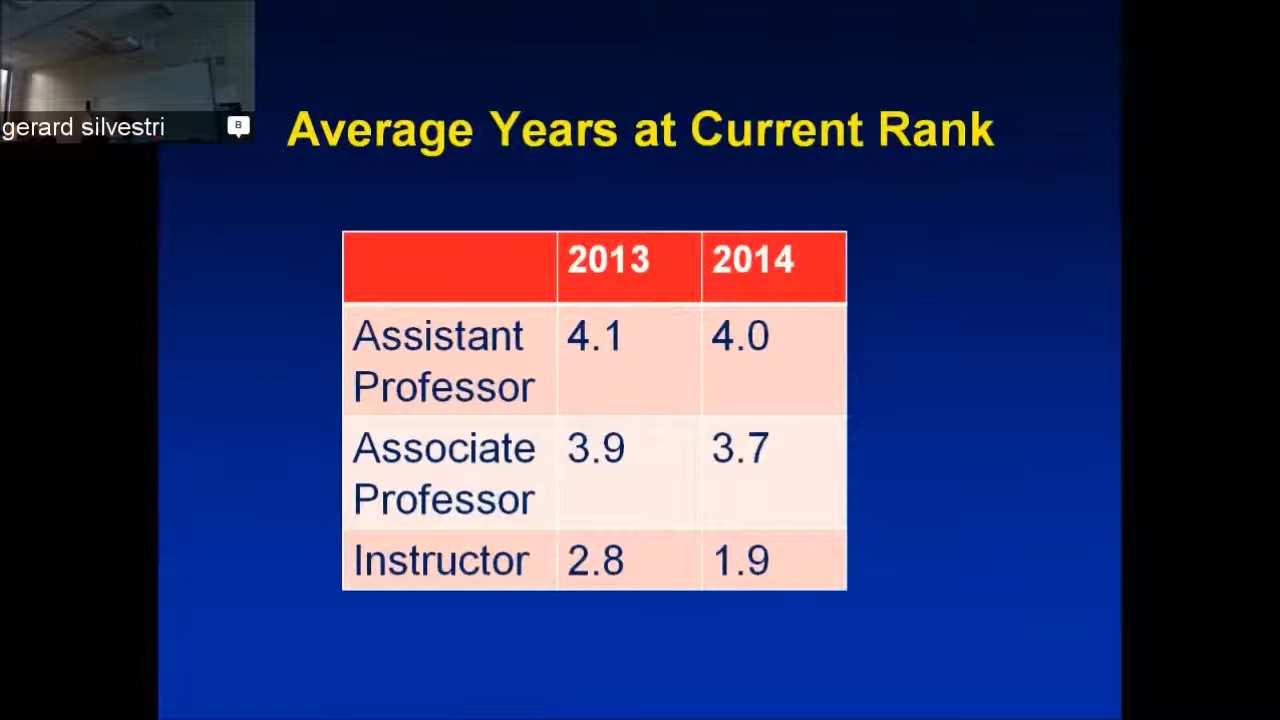 gerard silvestri
B
Average Years at Current Rank
2013 2014
Assistant Professor 4.1 4.0
Associate Professor 3.9 3.7
Instructor 2.8 1.9